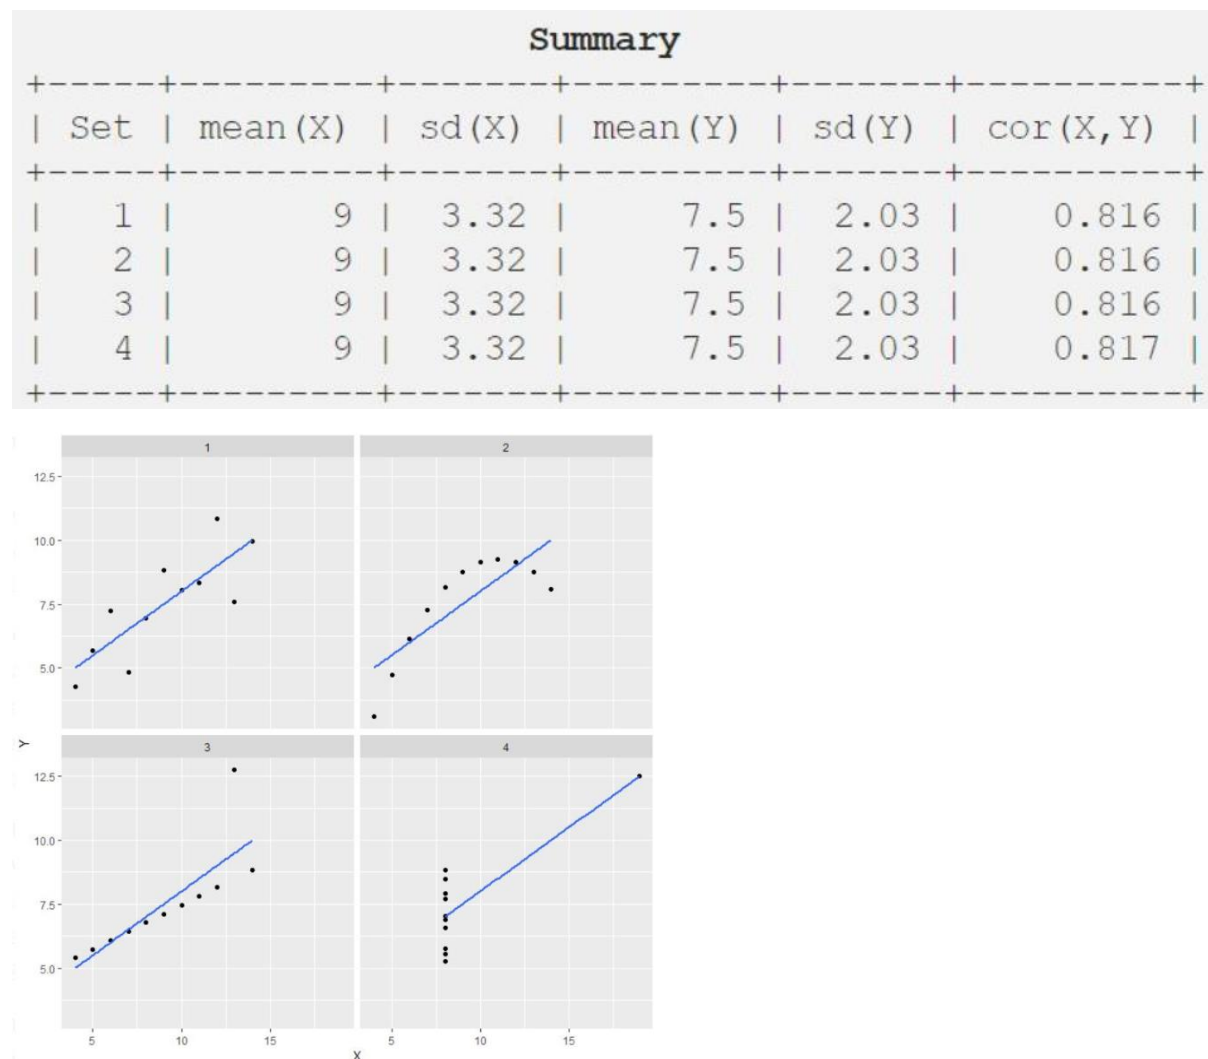 Summary
+-----+---------+-------+---------+-------+----------+
| Set | mean(X) | sd(X) | mean(Y) | sd(Y) | cor(X,Y) |
+-----+---------+-------+---------+-------+----------+
| 1 | 9 | 3.32 | 7.5 | 2.03 | 0.816 |
| 2 | 9 | 3.32 | 7.5 | 2.03 | 0.816 |
| 3 | 9 | 3.32 | 7.5 | 2.03 | 0.816 |
| 4 | 9 | 3.32 | 7.5 | 2.03 | 0.817 |
+-----+---------+-------+---------+-------+----------+
1 2
12.5
10.0
7.5
5.0
Y
3 4
12.5
10.0
7.5
5.0
5 10 15 5 10 15
X